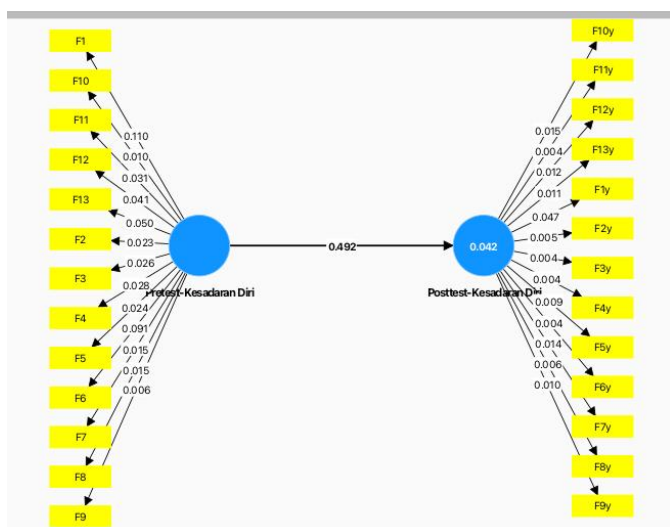 F1
F10
F11
F12
F13
F2
F3
F4
F5
F6
F7
F8
F9
0.110
0.010
0.031
0.041
0.050
0.023
0.026
0.028
0.024
0.091
0.015
0.015
0.006
Pretest-Kesadaran Diri
0.492
0.042
Posttest-Kesadaran Diri
0.015
0.004
0.012
0.011
0.047
0.005
0.004
0.004
0.009
0.004
0.014
0.006
0.010
F10y
F11y
F12y
F13y
F1y
F2y
F3y
F4y
F5y
F6y
F7y
F8y
F9y